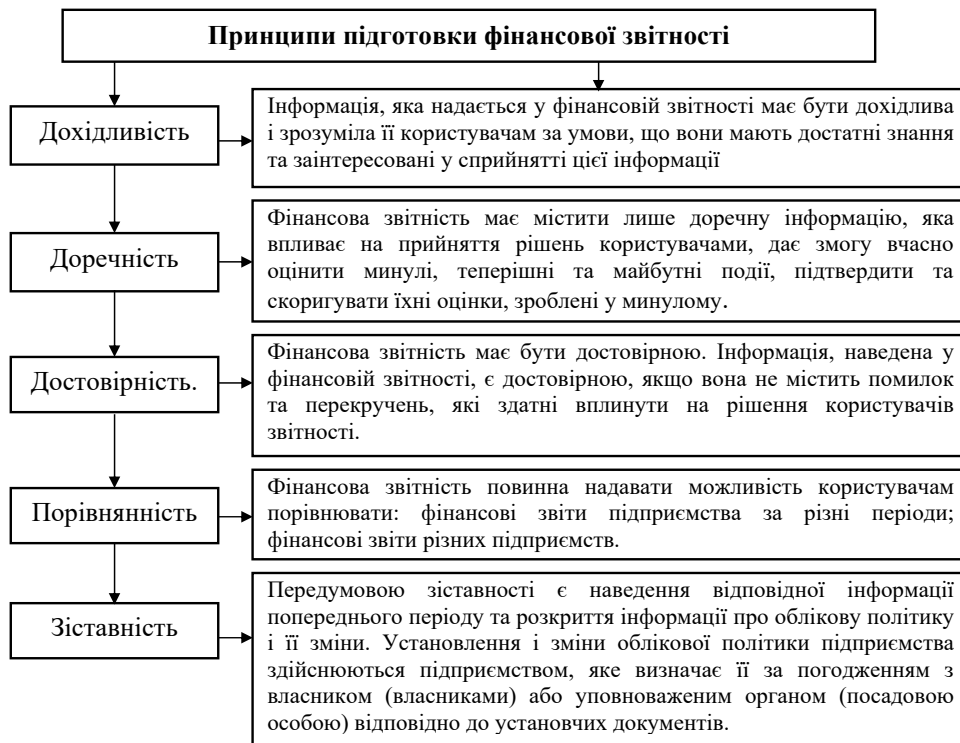 Принципи підготовки фінансової звітності
Дохідливість
Інформація, яка надається у фінансовій звітності має бути дохідлива
і зрозуміла її користувачам за умови, що вони мають достатні знання
та заінтересовані у сприйнятті цієї інформації
Доречність
Фінансова звітність має містити лише доречну інформацію, яка
впливає на прийняття рішень користувачами, дає змогу вчасно
оцінити минулі, теперішні та майбутні події, підтвердити та
скоригувати їхні оцінки, зроблені у минулому.
Достовірність.
Фінансова звітність має бути достовірною. Інформація, наведена у
фінансовій звітності, є достовірною, якщо вона не містить помилок
та перекручень, які здатні вплинути на рішення користувачів
звітності.
Порівнянність
Фінансова звітність повинна надавати можливість користувачам
порівнювати: фінансові звіти підприємства за різні періоди;
фінансові звіти різних підприємств.
Зіставність
Передумовою зіставності є наведення відповідної інформації
попереднього періоду та розкриття інформації про облікову політику
і її зміни. Установлення і зміни облікової політики підприємства
здійснюються підприємством, яке визначає її за погодженням з
власником (власниками) або уповноваженим органом (посадовою
особою) відповідно до установчих документів.